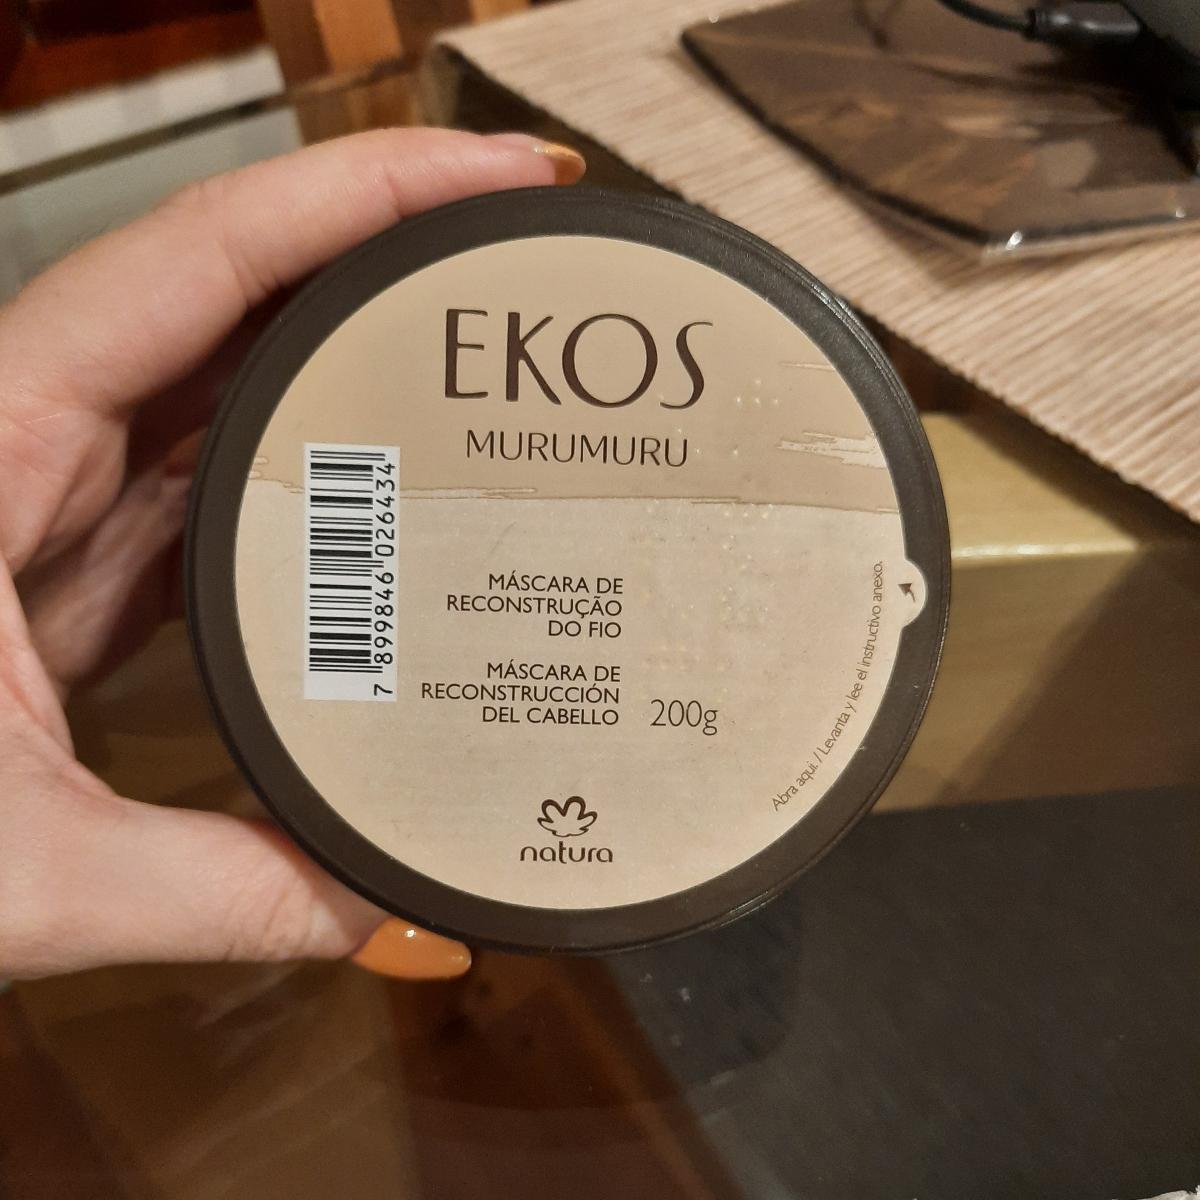 EKOS
MURUMURU
7 899846 026434
MÁSCARA DE
RECONSTRUÇÃO
DO FIO
MÁSCARA DE
RECONSTRUCCIÓN
DEL CABELLO
200g
Abra aqui. / Levanta y lee el instructivo anexo.
natura